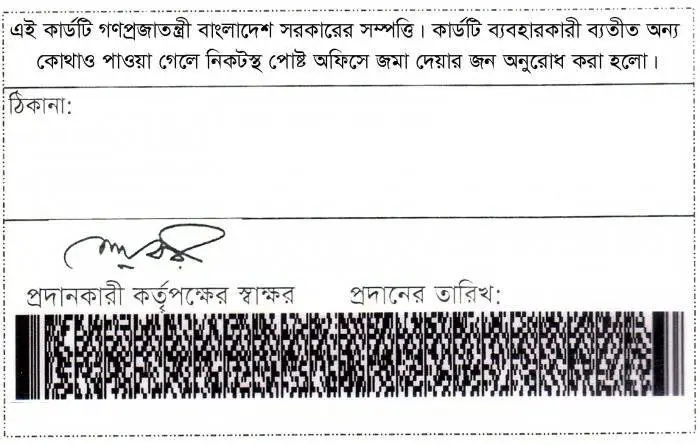 এই কার্ডটি গণপ্রজাতন্ত্রী বাংলাদেশ সরকারের সম্পত্তি। কার্ডটি ব্যবহারকারী ব্যতীত অন্য
কোথাও পাওয়া গেলে নিকটস্থ পোষ্ট অফিসে জমা দেয়ার জন অনুরোধ করা হলো।
ঠিকানা:
প্রদানকারী কর্তৃপক্ষের স্বাক্ষর প্রদানের তারিখ: